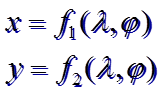 x = f₁(λ,φ)
y = f₂(λ,φ)